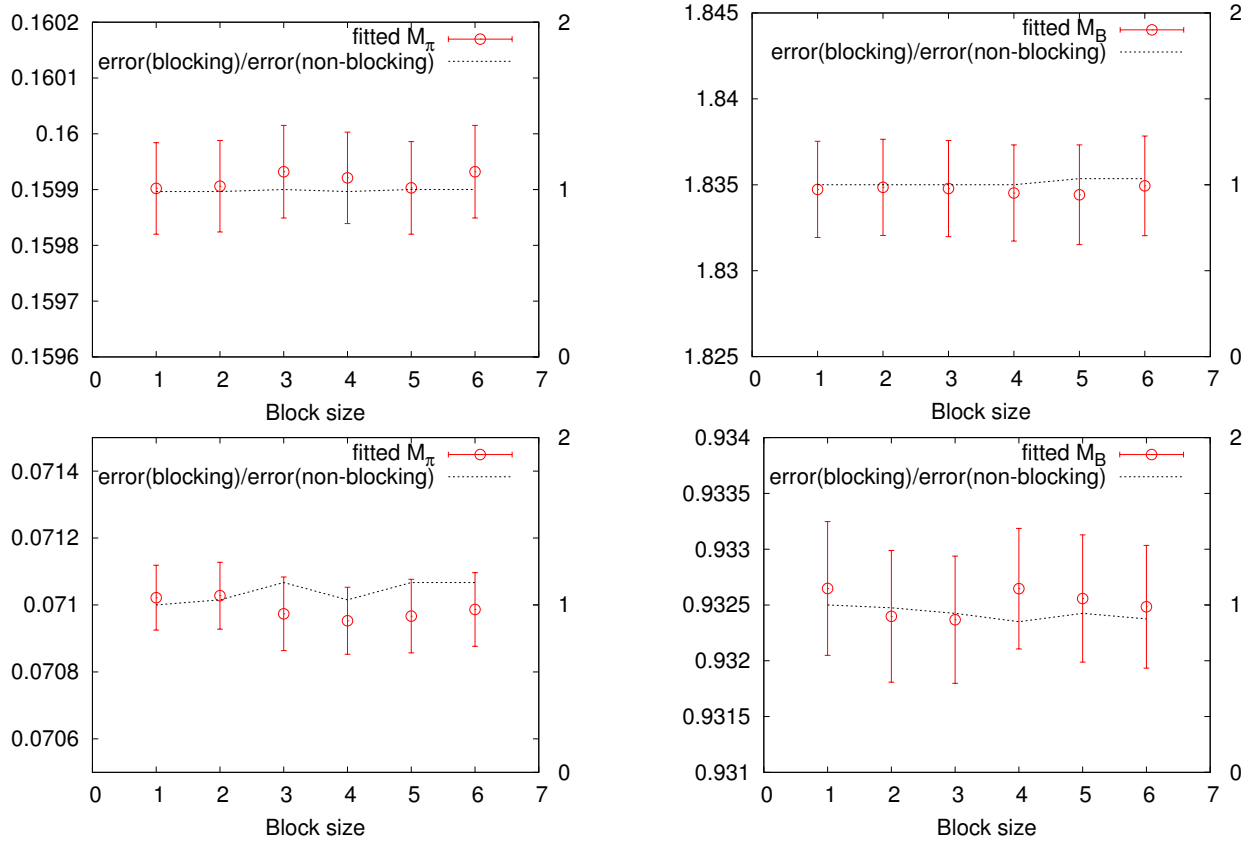 0.1602
0.1601
0.16
0.1599
0.1598
0.1597
0.1596
2
1
0
0 1 2 3 4 5 6 7
Block size
fitted M_π
error(blocking)/error(non-blocking)
1.845
1.84
1.835
1.83
1.825
2
1
0
0 1 2 3 4 5 6 7
Block size
fitted M_B
error(blocking)/error(non-blocking)
0.0714
0.0712
0.071
0.0708
0.0706
2
1
0
0 1 2 3 4 5 6 7
Block size
fitted M_π
error(blocking)/error(non-blocking)
0.934
0.9335
0.933
0.9325
0.932
0.9315
0.931
2
1
0
0 1 2 3 4 5 6 7
Block size
fitted M_B
error(blocking)/error(non-blocking)